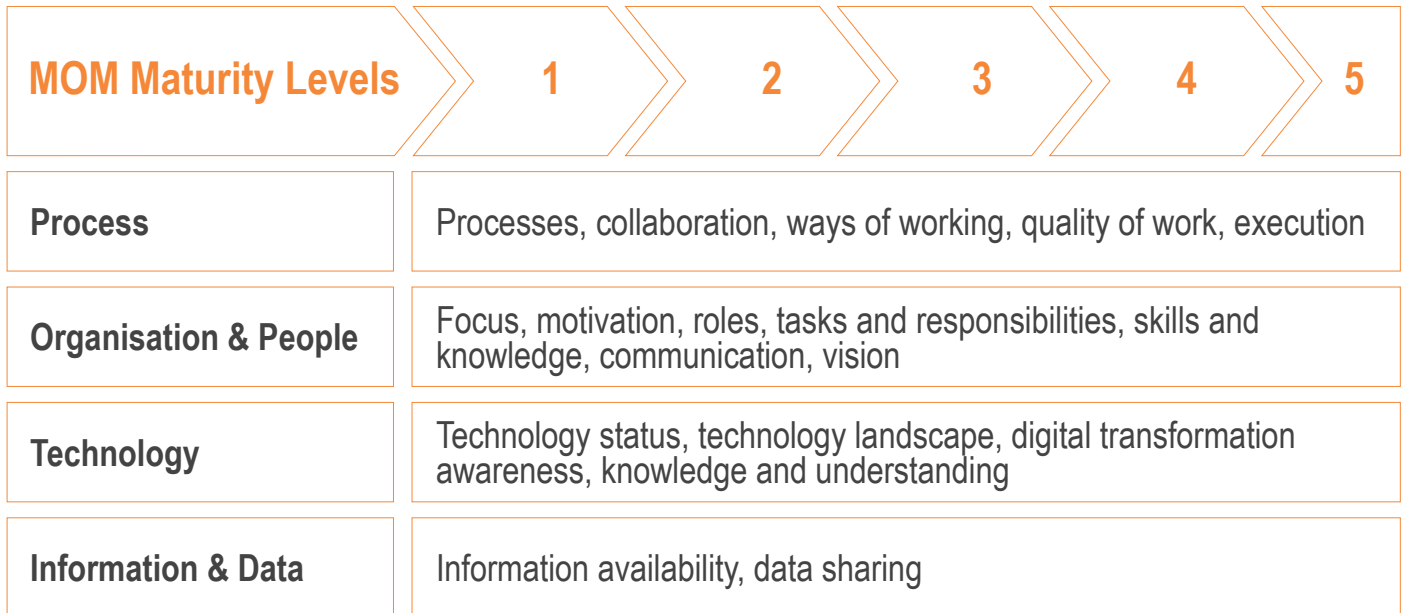 MOM Maturity Levels 1 2 3 4 5
Process
Processes, collaboration, ways of working, quality of work, execution
Organisation & People
Focus, motivation, roles, tasks and responsibilities, skills and
knowledge, communication, vision
Technology
Technology status, technology landscape, digital transformation
awareness, knowledge and understanding
Information & Data
Information availability, data sharing